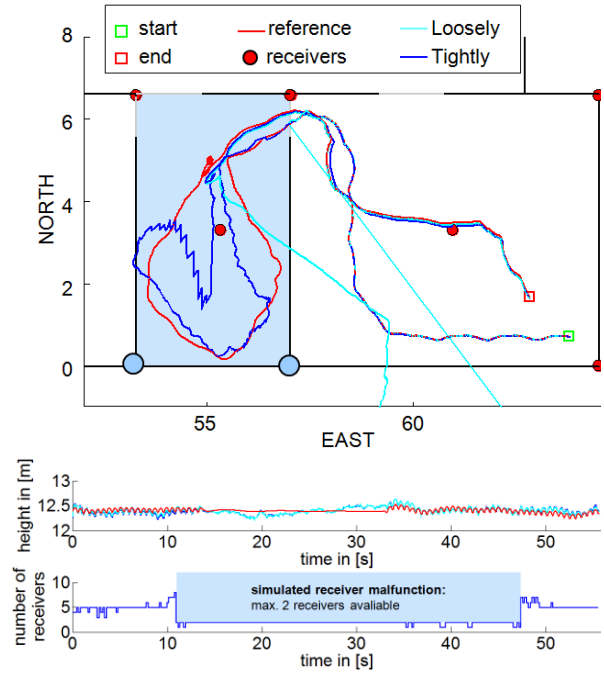 start
reference
Loosely
end
receivers
Tightly
8
6
4
2
0
NORTH
55
60
EAST
13
12.5
12
height in [m]
0
10
20
30
40
50
time in [s]
10
5
0
number of
receivers
simulated receiver malfunction:
max. 2 receivers avaliable
0
10
20
30
40
50
time in [s]